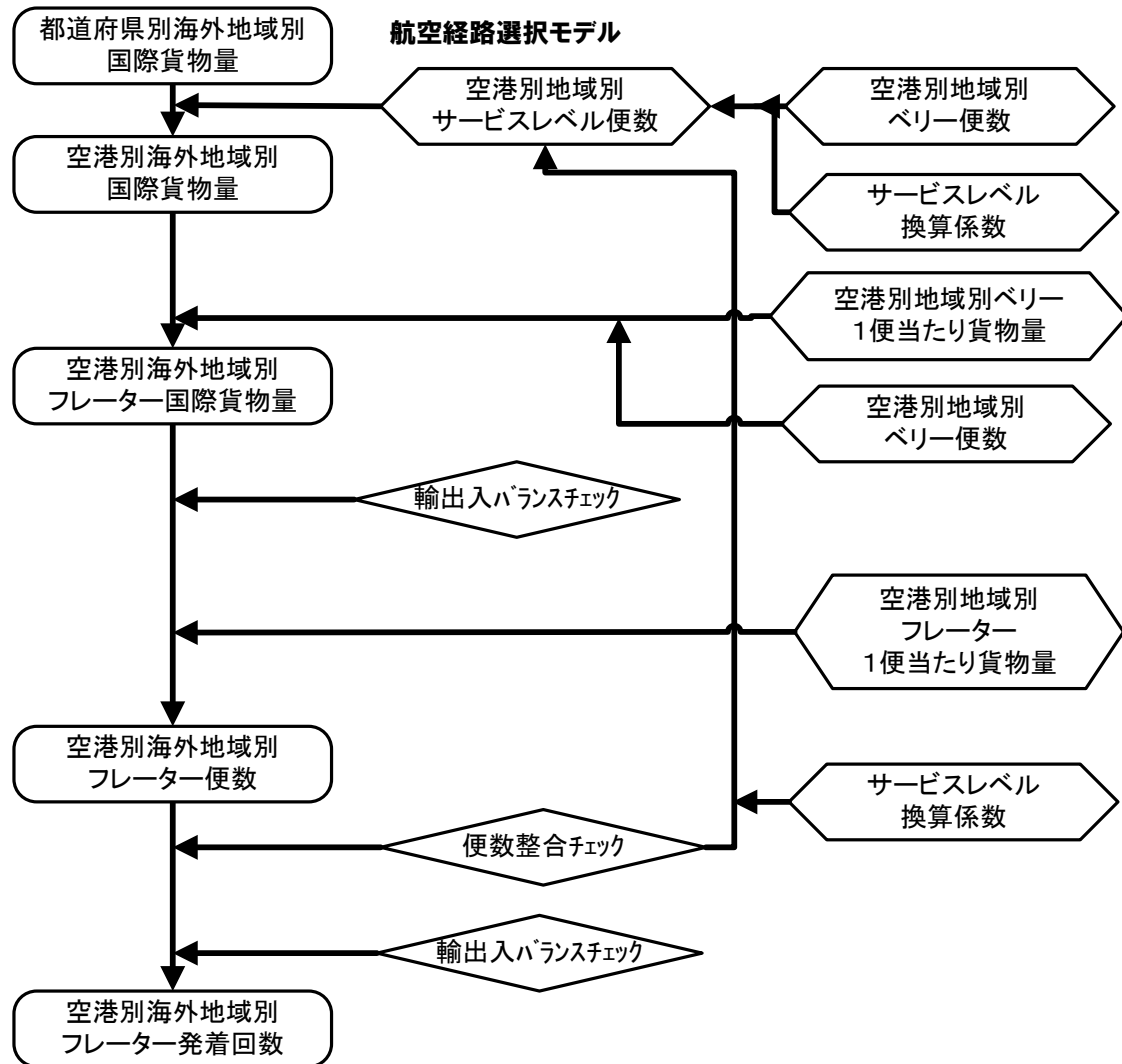 都道府県別海外地域別
国際貨物量
航空経路選択モデル
空港別地域別
サービスレベル便数
空港別地域別
ベリー便数
空港別海外地域別
国際貨物量
サービスレベル
換算係数
空港別地域別ベリー
1便当たり貨物量
空港別海外地域別
フレーター国際貨物量
空港別地域別
ベリー便数
輸出入バランスチェック
空港別地域別
フレーター
1便当たり貨物量
空港別海外地域別
フレーター便数
サービスレベル
換算係数
便数整合チェック
輸出入バランスチェック
空港別海外地域別
フレーター発着回数